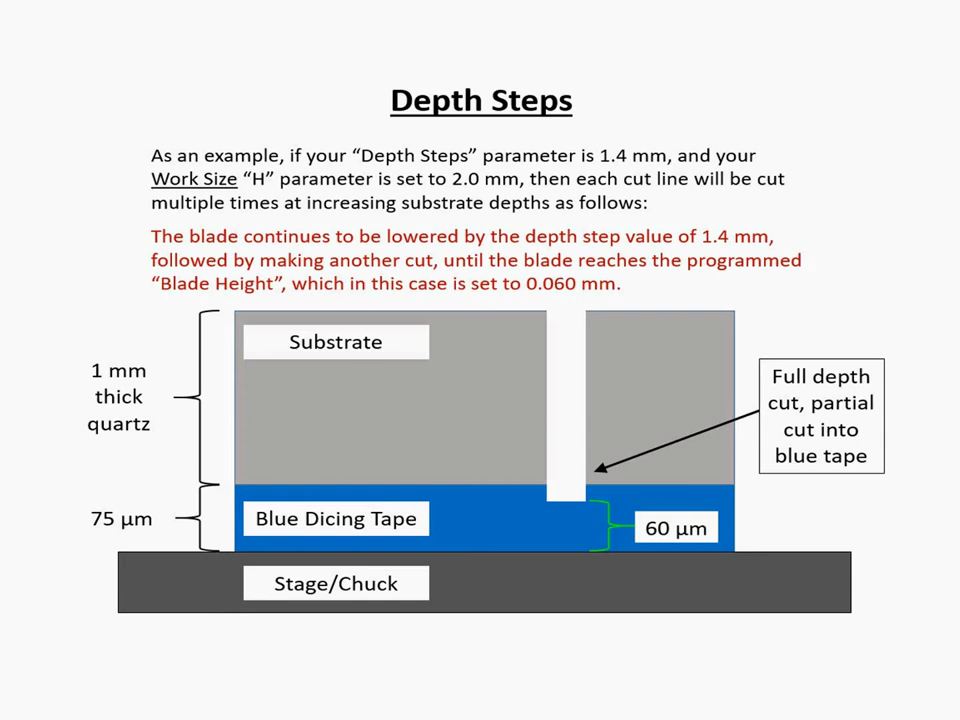 Depth Steps
As an example, if your “Depth Steps” parameter is 1.4 mm, and your
Work Size “H” parameter is set to 2.0 mm, then each cut line will be cut
multiple times at increasing substrate depths as follows:
The blade continues to be lowered by the depth step value of 1.4 mm,
followed by making another cut, until the blade reaches the programmed
“Blade Height”, which in this case is set to 0.060 mm.
Substrate
1 mm
thick
quartz
Full depth
cut, partial
cut into
blue tape
75 µm
Blue Dicing Tape
60 µm
Stage/Chuck